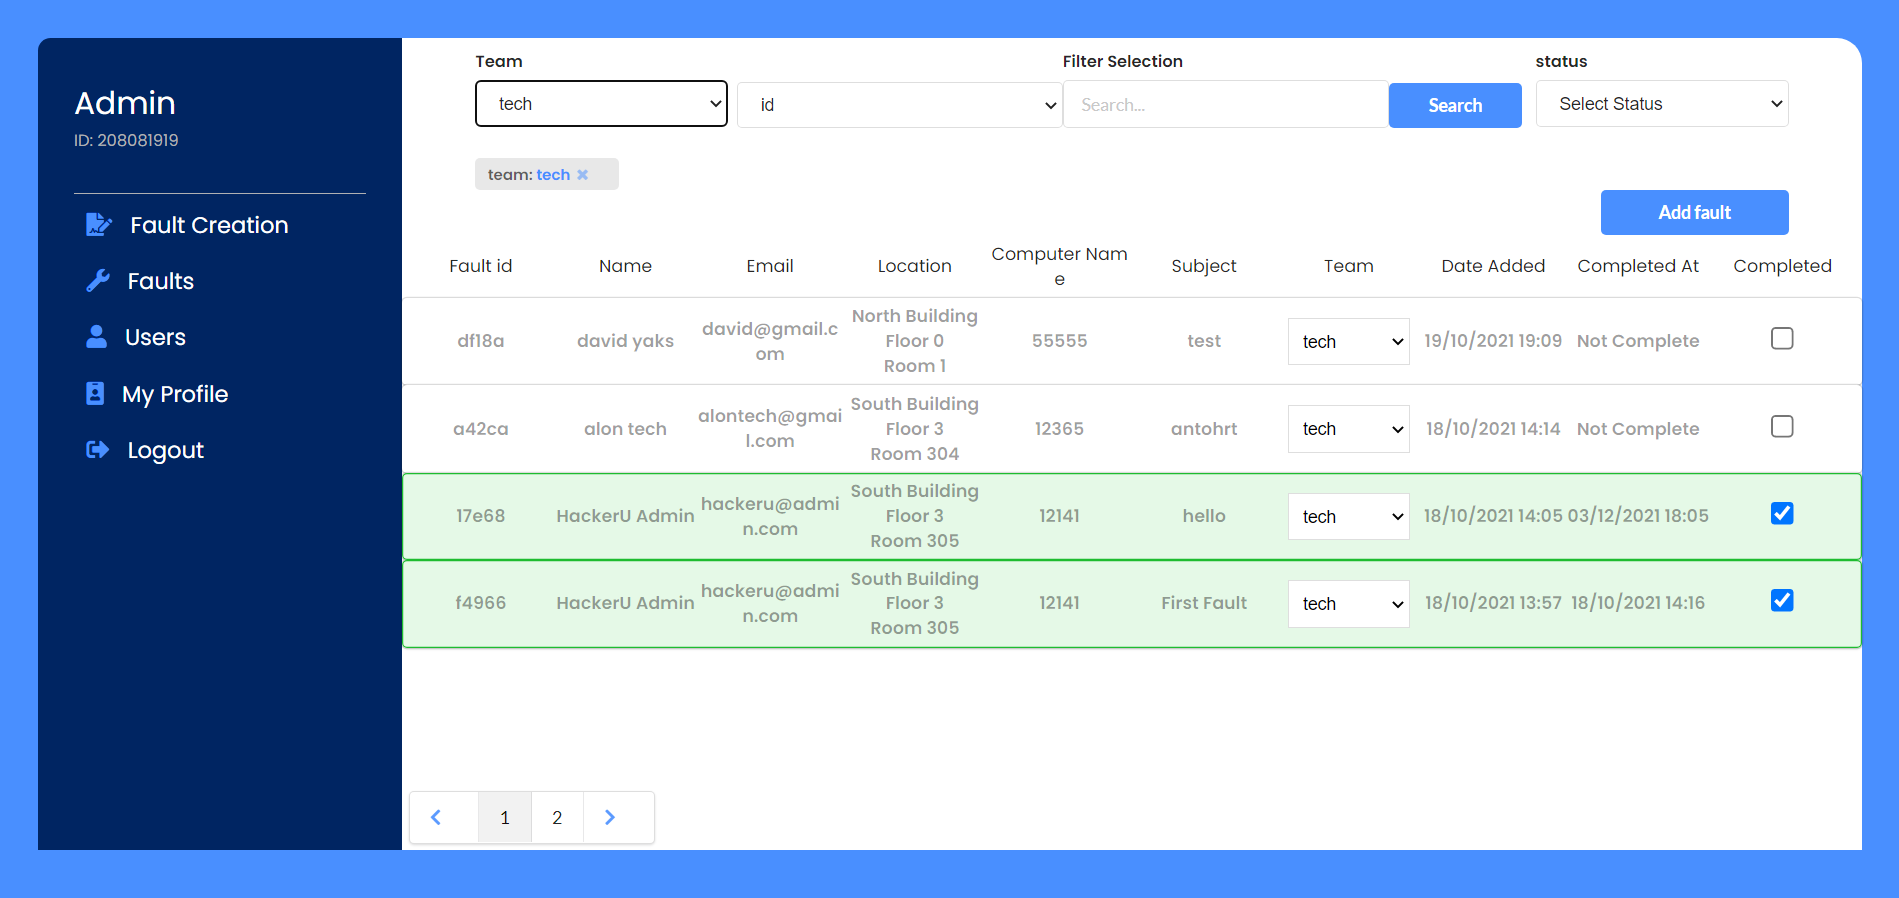 Admin
ID: 208081919
Fault Creation
Faults
Users
My Profile
Logout
Team
Filter Selection
status
tech
id
Search...
Search
Select Status
team: tech
Add fault
Fault id Name Email Location Computer Nam
e Subject Team Date Added Completed At Completed
df18a david yaks david@gmail.c
om North Building
Floor 0
Room 1 55555 test tech 19/10/2021 19:09 Not Complete
a42ca alon tech alontech@gmai
l.com South Building
Floor 3
Room 304 12365 antohrt tech 18/10/2021 14:14 Not Complete
17e68 HackerU Admin hackeru@admi
n.com South Building
Floor 3
Room 305 12141 hello tech 18/10/2021 14:05 03/12/2021 18:05
f4966 HackerU Admin hackeru@admi
n.com South Building
Floor 3
Room 305 12141 First Fault tech 18/10/2021 13:57 18/10/2021 14:16
1 2